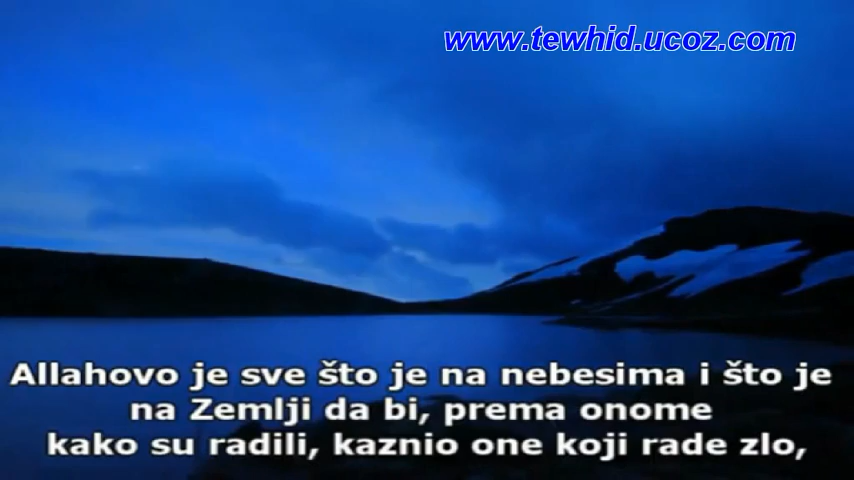 www.tewhid.ucoz.com
Allahovo je sve što je na nebesima i što je
na Zemlji da bi, prema onome
kako su radili, kaznio one koji rade zlo,